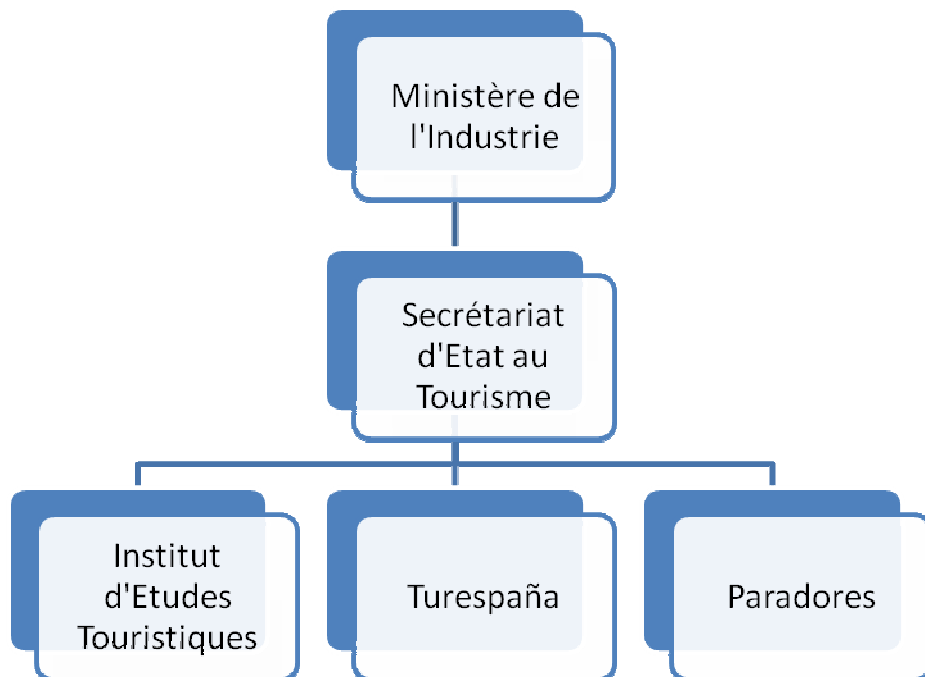 Ministère de
l'Industrie
Secrétariat
d'Etat au
Tourisme
Institut
d'Etudes
Touristiques
Turespaña
Paradores